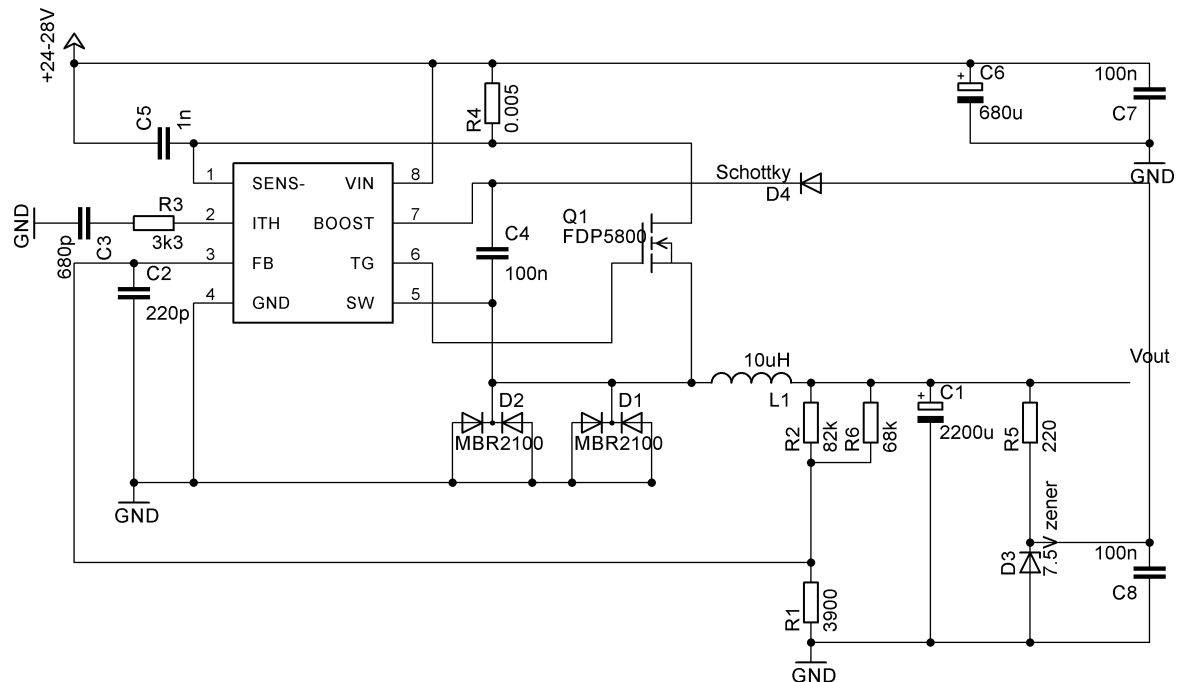 +24-28V
C5
1n
R4
0.005
C6
+
680u
100n
C7
GND
1
SENS-
VIN
8
Schottky
D4
GND
680p
C3
R3
3k3
2
ITH
BOOST
7
Q1
FDP5800
C4
100n
3
FB
TG
6
C2
220p
4
GND
SW
5
10uH
L1
Vout
D2
MBR2100
D1
MBR2100
R2
82k
R6
68k
+
C1
2200u
R5
220
GND
D3
7.5V zener
100n
C8
R1
3900
GND